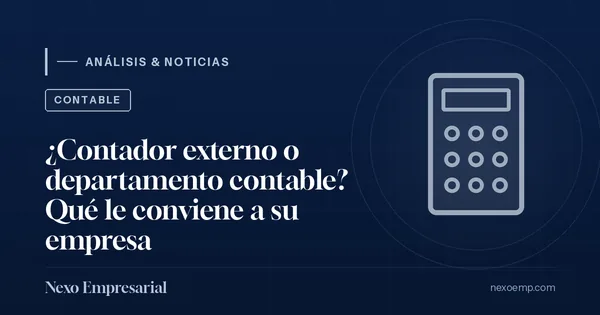 ANÁLISIS & NOTICIAS
CONTABLE
¿Contador externo o
departamento contable?
Qué le conviene a su
empresa
Nexo Empresarial
nexoemp.com